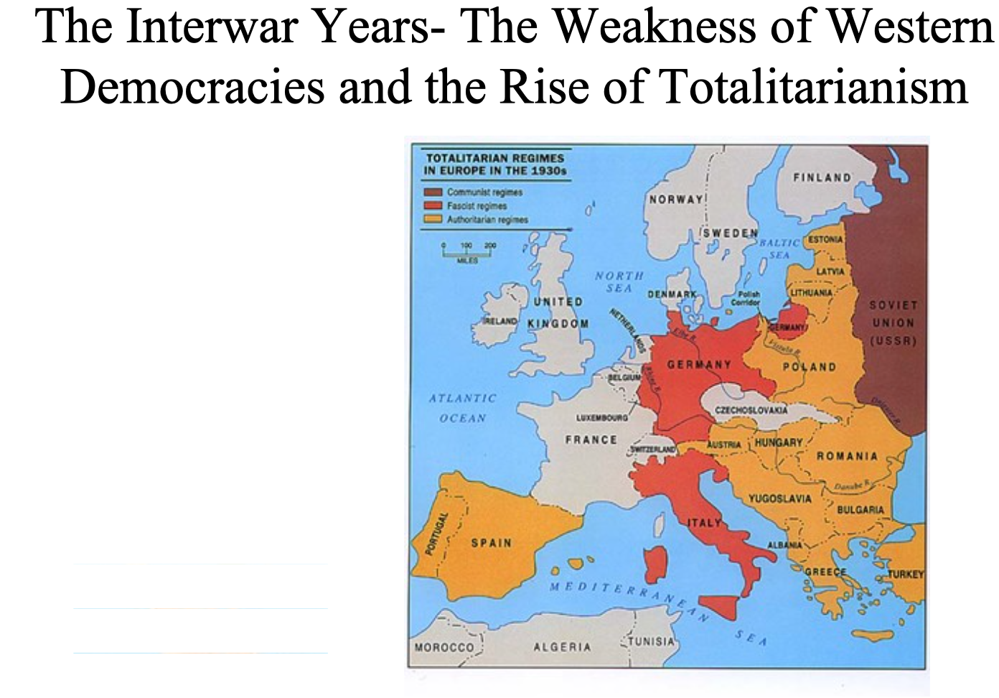 The Interwar Years- The Weakness of Western
Democracies and the Rise of Totalitarianism
TOTALITARIAN REGIMES
IN EUROPE IN THE 1930s
Communist regimes
Fascist regimes
Authoritarian regimes
0 100 200
MILES
FINLAND
NORWAY
SWEDEN
BALTIC
SEA
ESTONIA
LATVIA
LITHUANIA
NORTH
SEA
DENMARK
Polish
Corridor
SOVIET
UNION
(USSR)
UNITED
KINGDOM
IRELAND
NETHERLANDS
Elbe R.
GERMANY
Vistula R.
GERMANY
POLAND
BELGIUM
Rhine R.
ATLANTIC
OCEAN
LUXEMBOURG
CZECHOSLOVAKIA
Dniester R.
FRANCE
SWITZERLAND
AUSTRIA
HUNGARY
ROMANIA
Danube R.
YUGOSLAVIA
BULGARIA
PORTUGAL
SPAIN
ITALY
ALBANIA
GREECE
TURKEY
MEDITERRANEAN SEA
MOROCCO
ALGERIA
TUNISIA